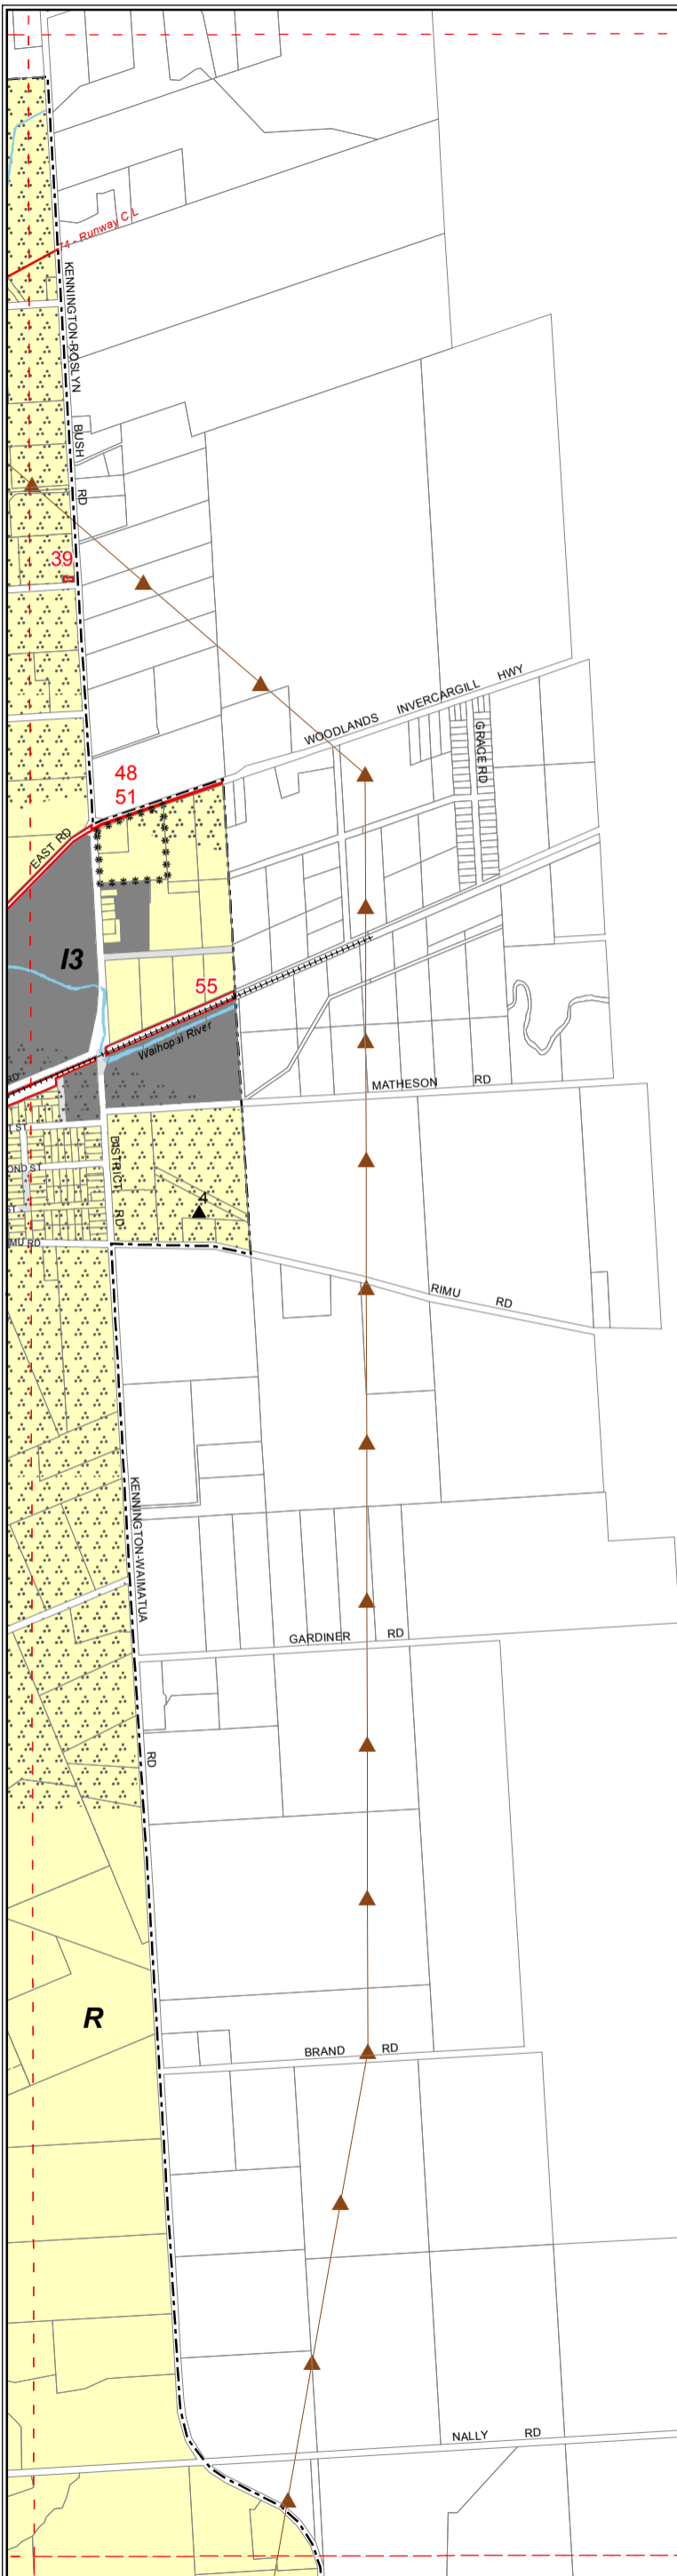 74 - Runway C L
KENNINGTON-ROSLYN
BUSH
RD
39
WOODLANDS INVERCARGILL HWY
GRACE RD
48
51
EAST RD
I3
55
Waihopai River
RD
MATHESON RD
ST
DISTRICT
RD
OND ST
4
ST
MU RD
RIMU RD
KENNINGTON-WAIMATUA
GARDINER RD
RD
R
BRAND RD
NALLY RD